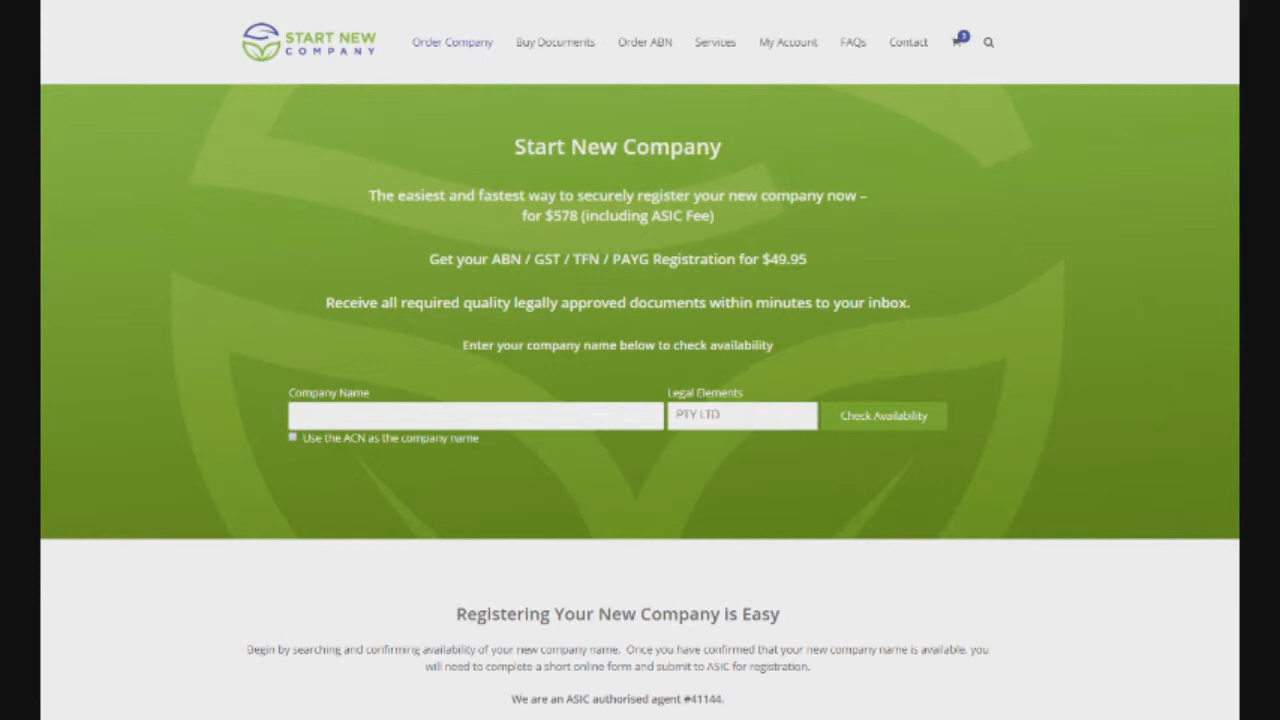 START NEW
COMPANY
Order Company Buy Documents Order ABN Services My Account FAQs Contact 3
Start New Company
The easiest and fastest way to securely register your new company now –
for $578 (including ASIC Fee)
Get your ABN / GST / TFN / PAYG Registration for $49.95
Receive all required quality legally approved documents within minutes to your inbox.
Enter your company name below to check availability
Company Name Legal Elements
PTY LTD Check Availability
Use the ACN as the company name
Registering Your New Company is Easy
Begin by searching and confirming availability of your new company name. Once you have confirmed that your new company name is available, you
will need to complete a short online form and submit to ASIC for registration.
We are an ASIC authorised agent #41144.